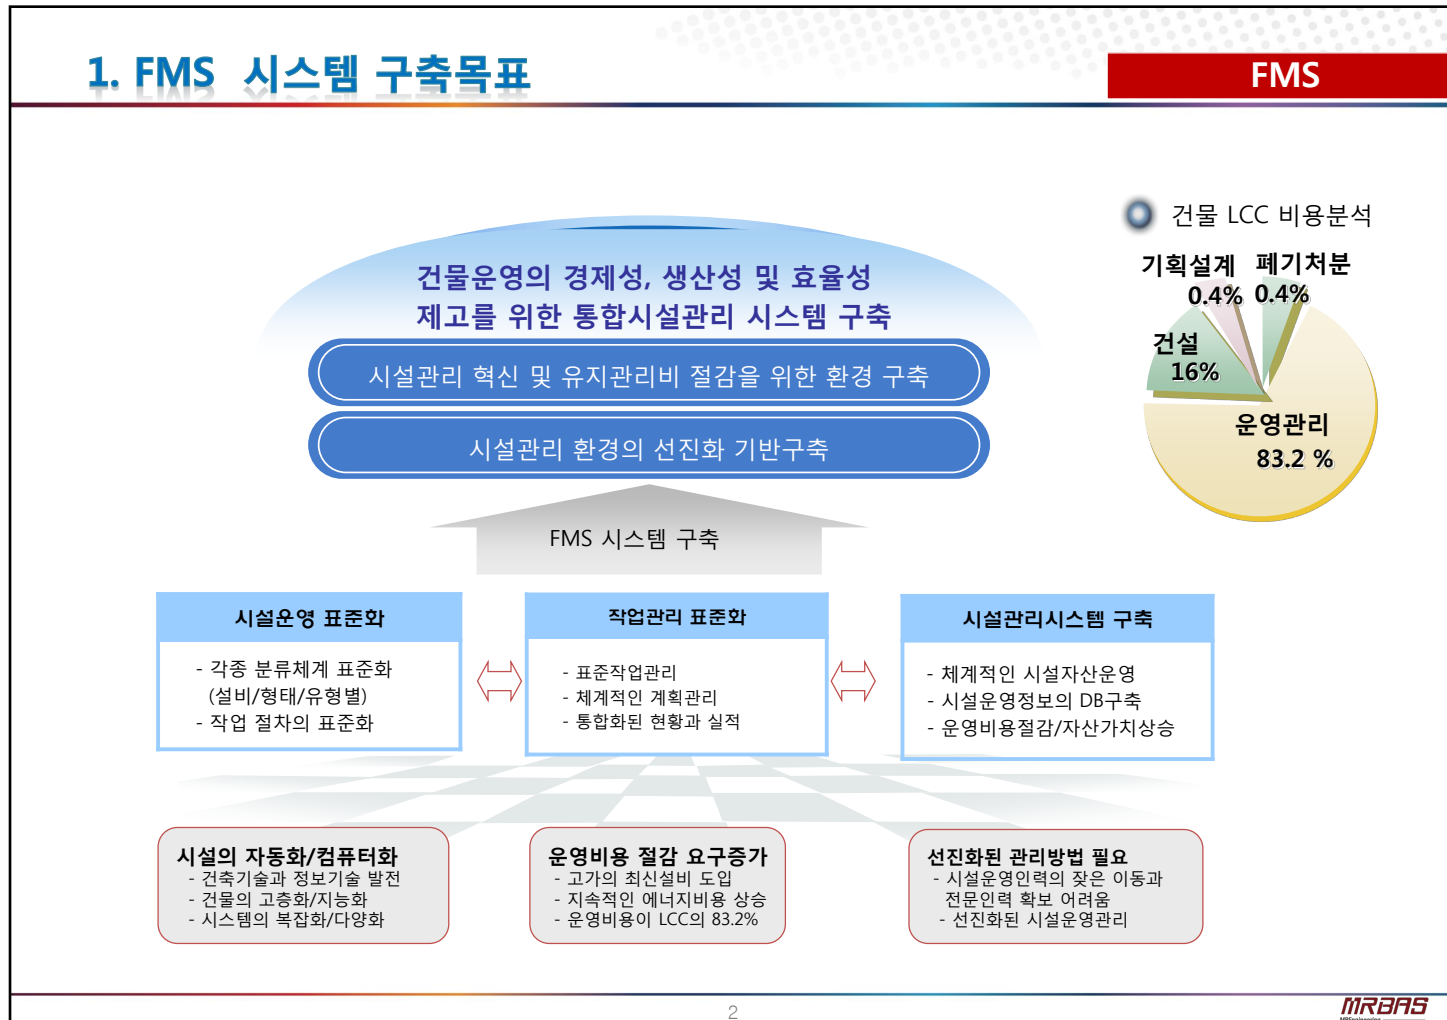 1. FMS 시스템 구축목표
FMS
건물 LCC 비용분석
기획설계
0.4%
폐기처분
0.4%
건설
16%
운영관리
83.2 %
건물운영의 경제성, 생산성 및 효율성
제고를 위한 통합시설관리 시스템 구축
시설관리 혁신 및 유지관리비 절감을 위한 환경 구축
시설관리 환경의 선진화 기반구축
FMS 시스템 구축
시설운영 표준화
- 각종 분류체계 표준화
(설비/형태/유형별)
- 작업 절차의 표준화
작업관리 표준화
- 표준작업관리
- 체계적인 계획관리
- 통합화된 현황과 실적
시설관리시스템 구축
- 체계적인 시설자산운영
- 시설운영정보의 DB구축
- 운영비용절감/자산가치상승
시설의 자동화/컴퓨터화
- 건축기술과 정보기술 발전
- 건물의 고층화/지능화
- 시스템의 복잡화/다양화
운영비용 절감 요구증가
- 고가의 최신설비 도입
- 지속적인 에너지비용 상승
- 운영비용이 LCC의 83.2%
선진화된 관리방법 필요
- 시설운영인력의 잦은 이동과
전문인력 확보 어려움
- 선진화된 시설운영관리
2
MRBAS
MREngineering